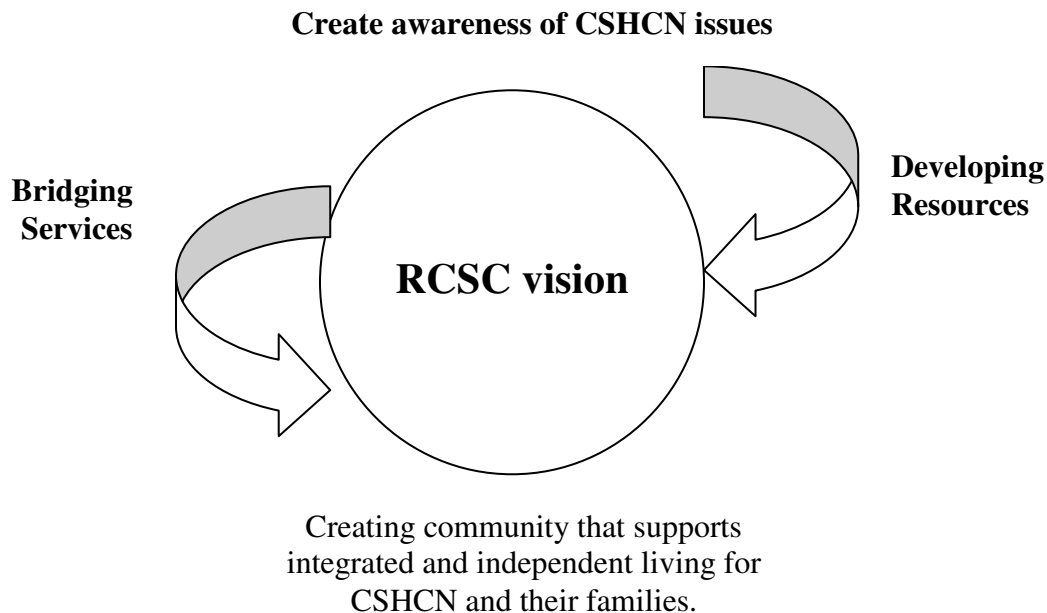 Create awareness of CSHCN issues
Bridging
Services
Developing
Resources
RCSC vision
Creating community that supports
integrated and independent living for
CSHCN and their families.